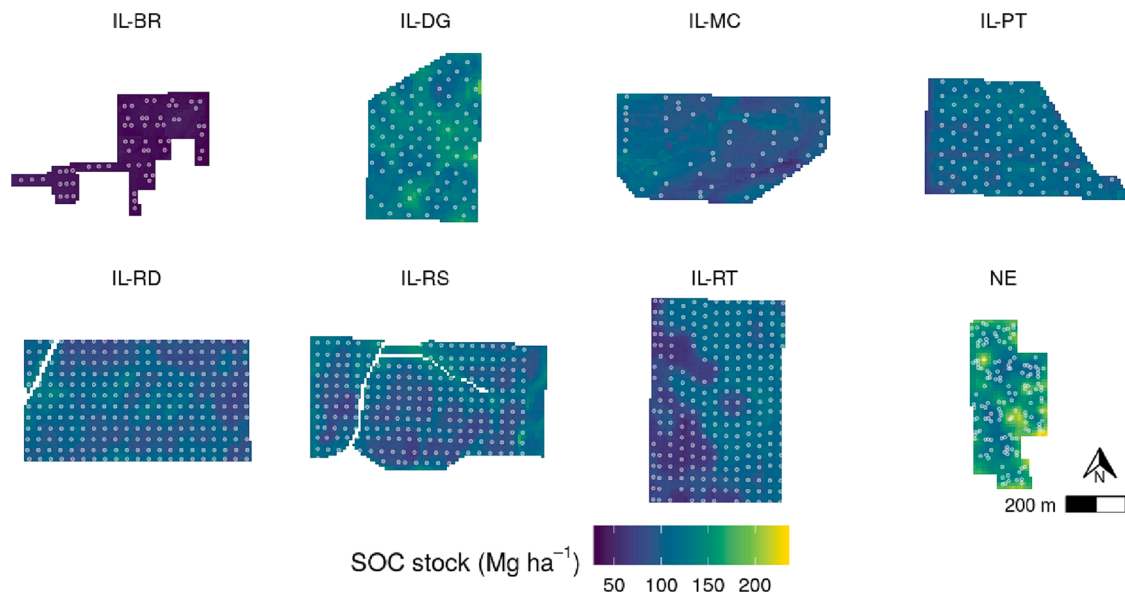 IL-BR
IL-DG
IL-MC
IL-PT
IL-RD
IL-RS
IL-RT
NE
N
200 m
SOC stock (Mg ha⁻¹)
50 100 150 200